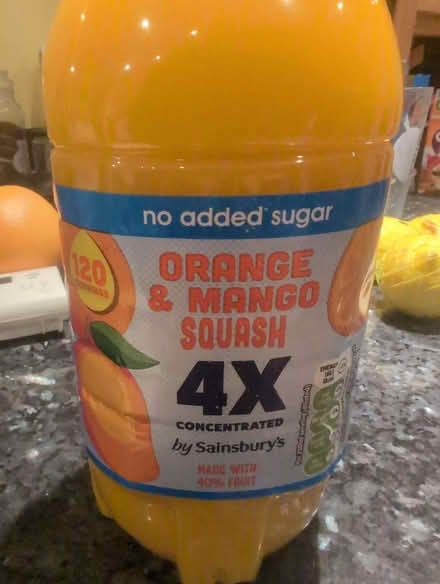 no added sugar
120
ORANGE
& MANGO
SQUASH
4X
CONCENTRATED
by Sainsbury's
MADE WITH
40% FRUIT